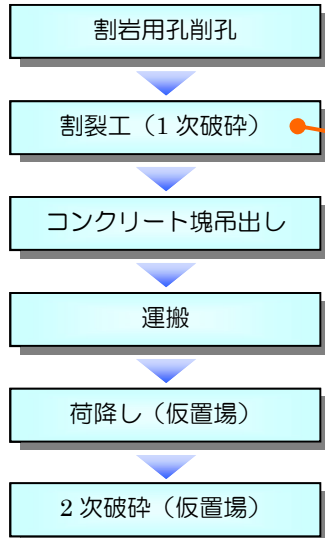 割岩用孔削孔
割裂工（1 次破砕）
コンクリート塊吊出し
運搬
荷降し（仮置場）
2 次破砕（仮置場）